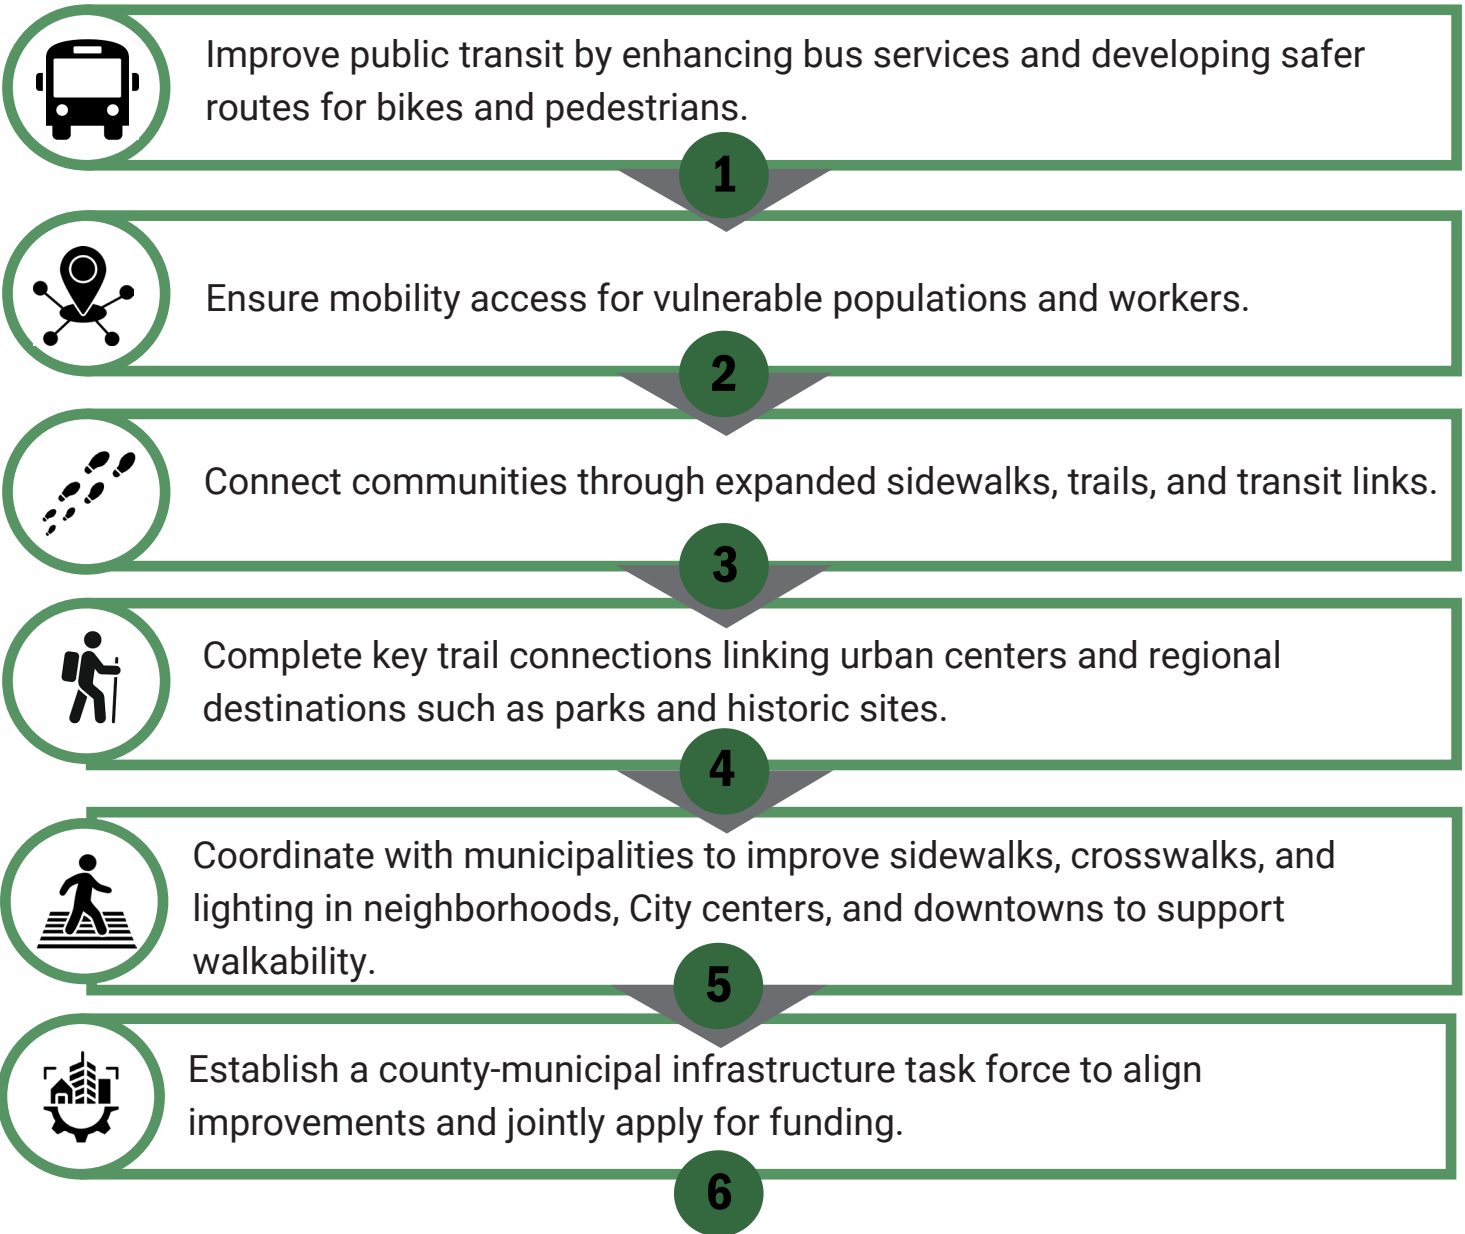 Improve public transit by enhancing bus services and developing safer
routes for bikes and pedestrians.
1
Ensure mobility access for vulnerable populations and workers.
2
Connect communities through expanded sidewalks, trails, and transit links.
3
Complete key trail connections linking urban centers and regional
destinations such as parks and historic sites.
4
Coordinate with municipalities to improve sidewalks, crosswalks, and
lighting in neighborhoods, City centers, and downtowns to support
walkability.
5
Establish a county-municipal infrastructure task force to align
improvements and jointly apply for funding.
6